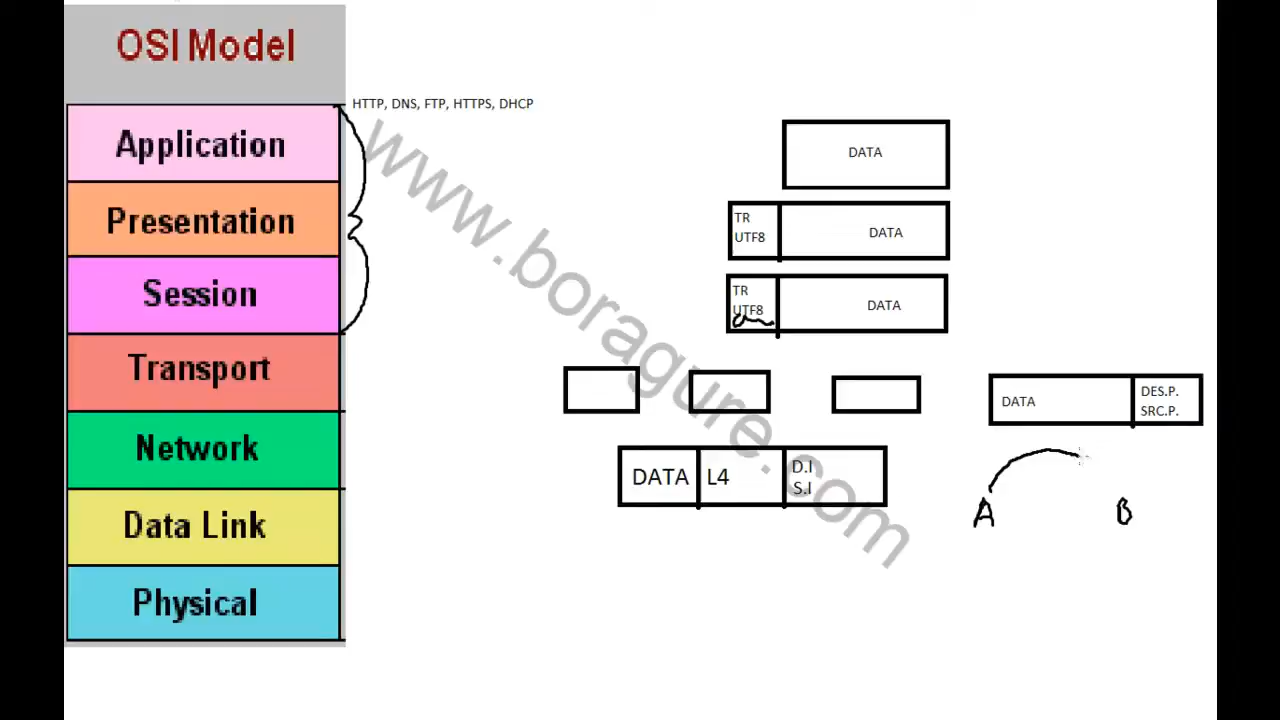 OSI Model
HTTP, DNS, FTP, HTTPS, DHCP
Application
Presentation
Session
Transport
Network
Data Link
Physical
DATA
TR
UTF8
DATA
TR
UTF8
DATA
DATA
DES.P.
SRC.P.
DATA
L4
D.I
S.I
A
B
www.boragure.com